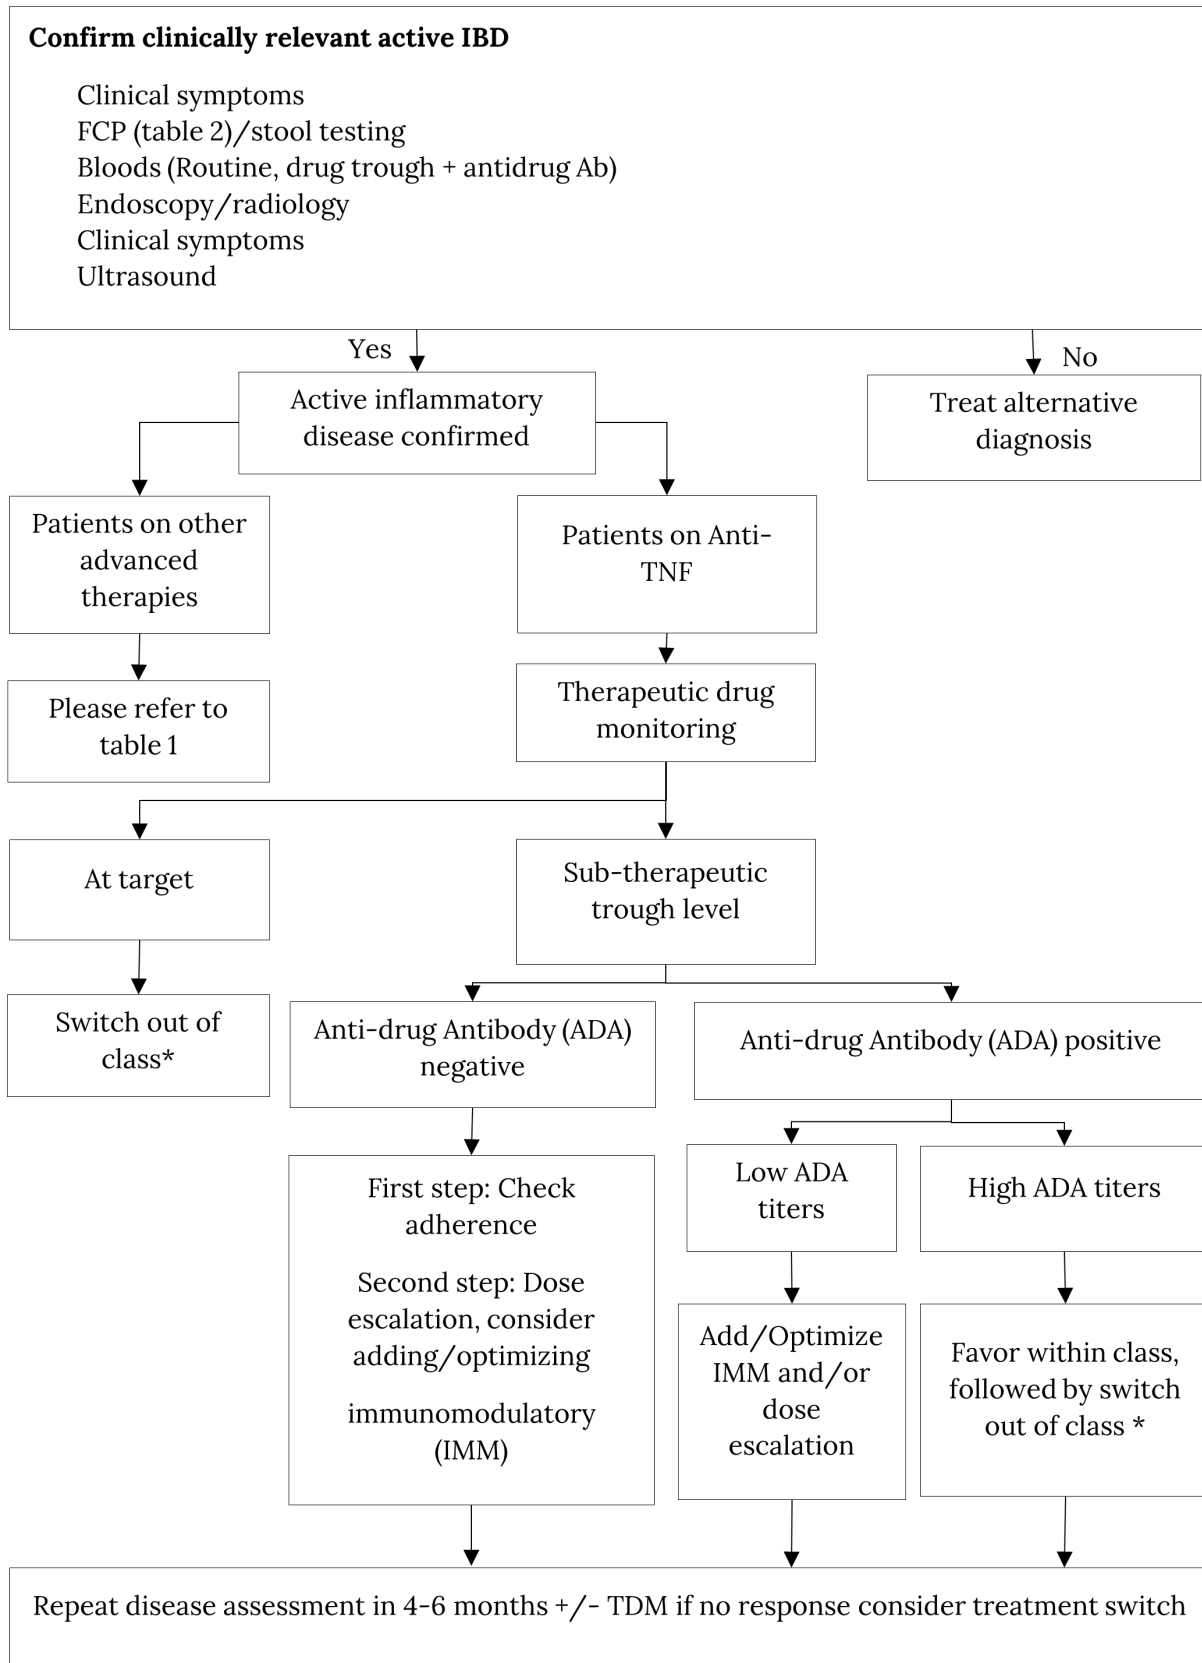 Confirm clinically relevant active IBD
Clinical symptoms
FCP (table 2)/stool testing
Bloods (Routine, drug trough + antidrug Ab)
Endoscopy/radiology
Clinical symptoms
Ultrasound
Yes
No
Active inflammatory
disease confirmed
Treat alternative
diagnosis
Patients on other
advanced
therapies
Patients on Anti-
TNF
Please refer to
table 1
Therapeutic drug
monitoring
At target
Sub-therapeutic
trough level
Switch out of
class*
Anti-drug Antibody (ADA)
negative
Anti-drug Antibody (ADA) positive
First step: Check
adherence
Second step: Dose
escalation, consider
adding/optimizing
immunomodulatory
(IMM)
Low ADA
titers
High ADA titers
Add/Optimize
IMM and/or
dose
escalation
Favor within class,
followed by switch
out of class *
Repeat disease assessment in 4-6 months +/- TDM if no response consider treatment switch